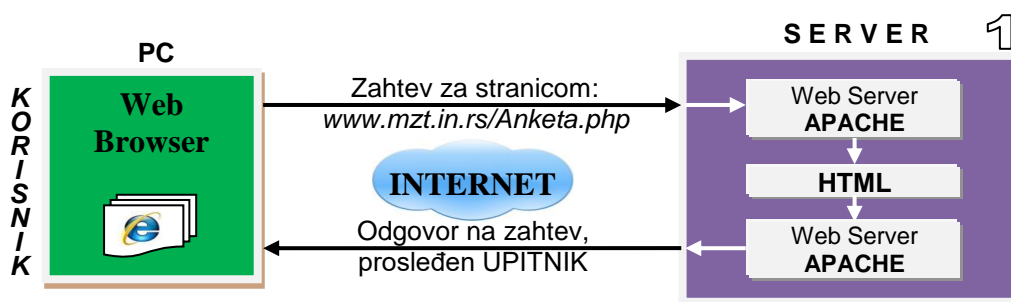 S E R V E R
1
PC
KORISNIK
Web
Browser
Zahtev za stranicom:
www.mzt.in.rs/Anketa.php
INTERNET
Odgovor na zahtev,
prosleđen UPITNIK
Web Server
APACHE
HTML
Web Server
APACHE